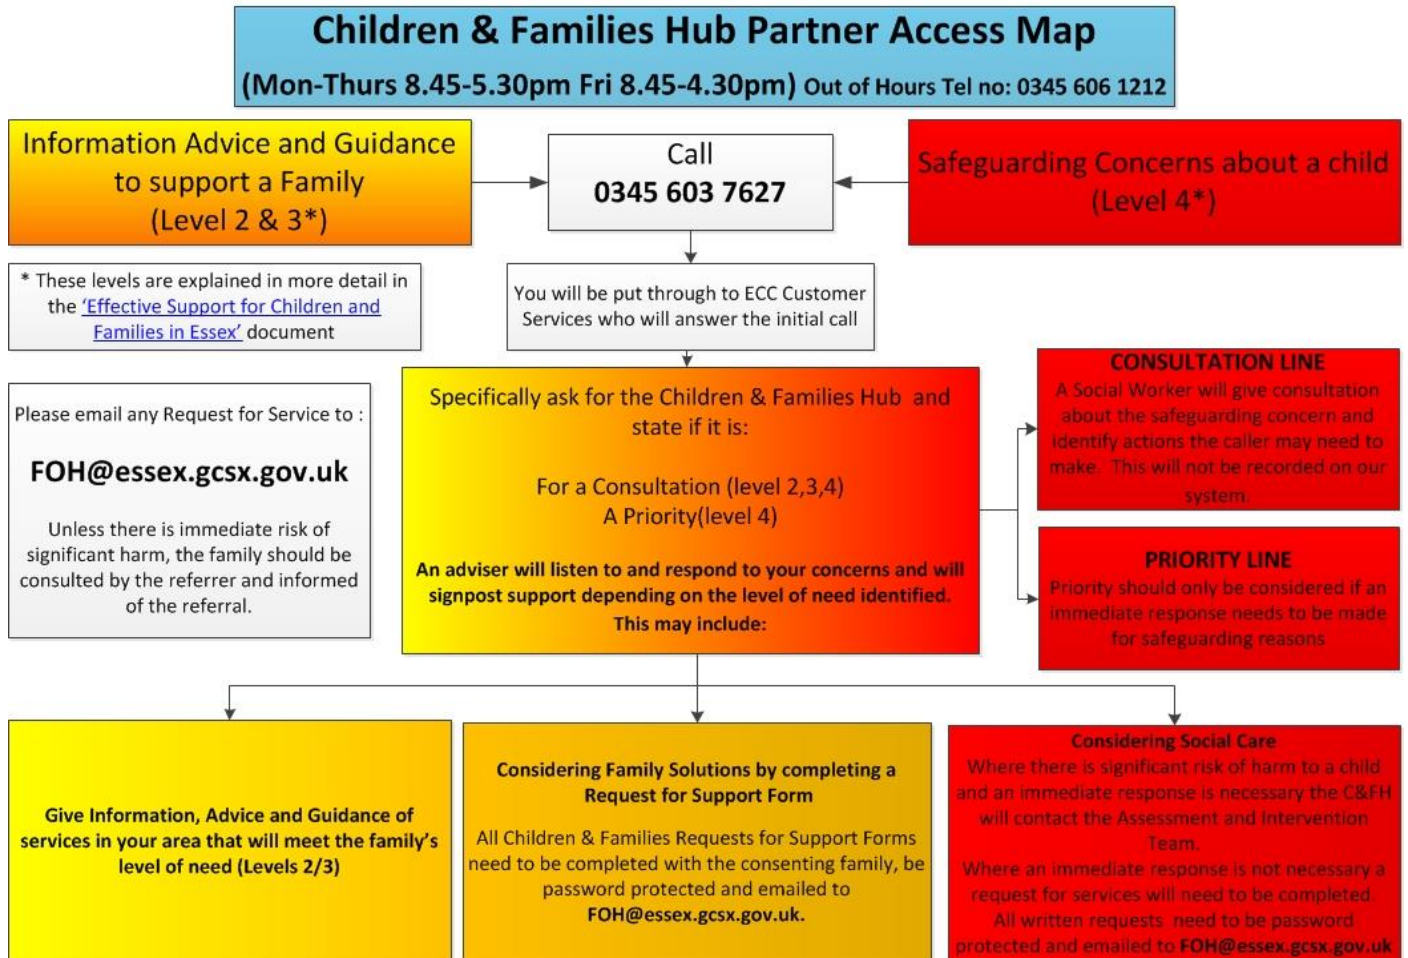 Children & Families Hub Partner Access Map
(Mon-Thurs 8.45-5.30pm Fri 8.45-4.30pm) Out of Hours Tel no: 0345 606 1212
Information Advice and Guidance
to support a Family
(Level 2 & 3*)
Call
0345 603 7627
Safeguarding Concerns about a child
(Level 4*)
* These levels are explained in more detail in
the 'Effective Support for Children and
Families in Essex' document
You will be put through to ECC Customer
Services who will answer the initial call
Please email any Request for Service to :
FOH@essex.gcsx.gov.uk
Unless there is immediate risk of
significant harm, the family should be
consulted by the referrer and informed
of the referral.
Specifically ask for the Children & Families Hub and
state if it is:
For a Consultation (level 2,3,4)
A Priority(level 4)
An adviser will listen to and respond to your concerns and will
signpost support depending on the level of need identified.
This may include:
CONSULTATION LINE
A Social Worker will give consultation
about the safeguarding concern and
identify actions the caller may need to
make. This will not be recorded on our
system.
PRIORITY LINE
Priority should only be considered if an
immediate response needs to be made
for safeguarding reasons
Give Information, Advice and Guidance of
services in your area that will meet the family's
level of need (Levels 2/3)
Considering Family Solutions by completing a
Request for Support Form
All Children & Families Requests for Support Forms
need to be completed with the consenting family, be
password protected and emailed to
FOH@essex.gcsx.gov.uk.
Considering Social Care
Where there is significant risk of harm to a child
and an immediate response is necessary the C&FH
will contact the Assessment and Intervention
Team.
Where an immediate response is not necessary a
request for services will need to be completed.
All written requests need to be password
protected and emailed to FOH@essex.gcsx.gov.uk